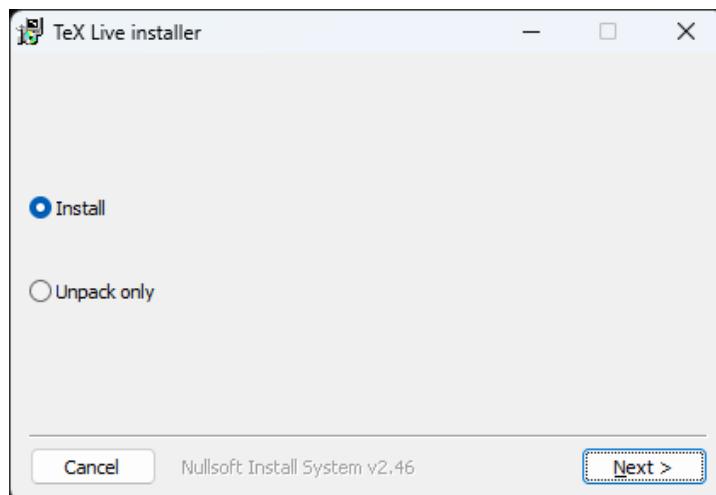 TeX Live installer
Install
Unpack only
Cancel Nullsoft Install System v2.46 Next >